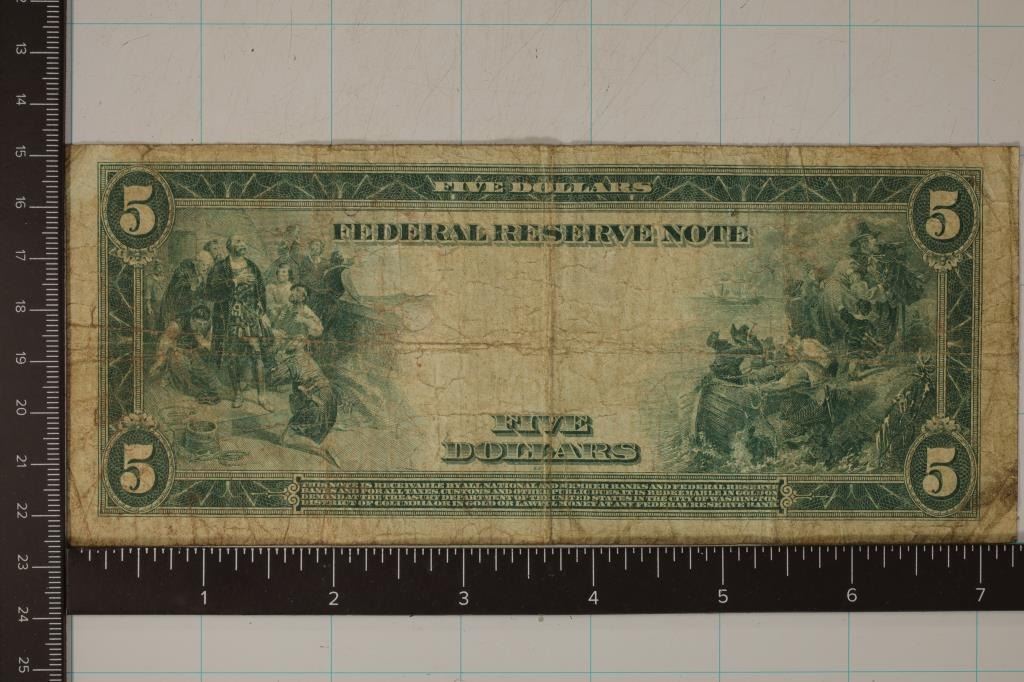 12
13
14
15
16
17
18
19
20
21
22
23
24
25
FIVE DOLLARS
5
5
FEDERAL RESERVE NOTE
FIVE
DOLLARS
5
5
THIS NOTE IS RECEIVABLE BY ALL NATIONAL AND MEMBER BANKS AND FEDERAL RESERVE
BANKS AND FOR ALL TAXES, CUSTOMS AND OTHER PUBLIC DUES. IT IS REDEEMABLE IN GOLD ON
DEMAND AT THE TREASURY DEPARTMENT OF THE UNITED STATES IN THE CITY OF WASHINGTON,
DISTRICT OF COLUMBIA OR IN GOLD OR LAWFUL MONEY AT ANY FEDERAL RESERVE BANK.
1 2 3 4 5 6 7